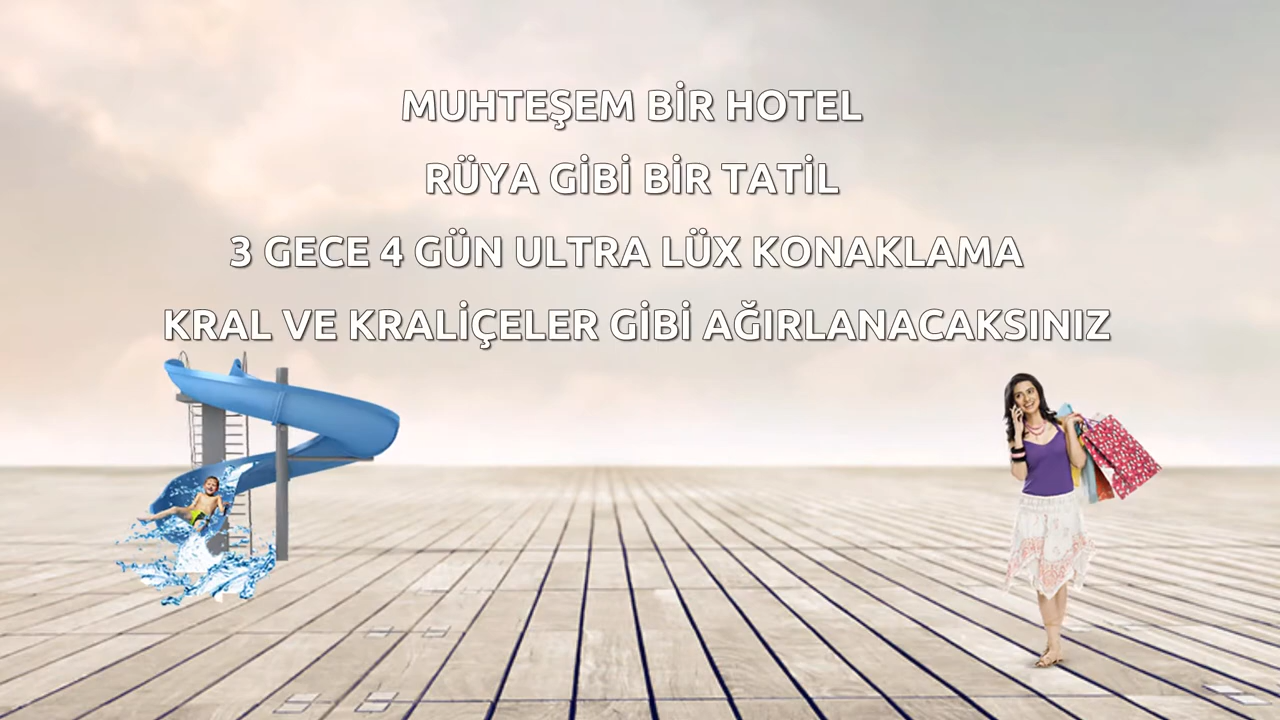 MUHTEŞEM BİR HOTEL
RÜYA GİBİ BİR TATİL
3 GECE 4 GÜN ULTRA LÜX KONAKLAMA
KRAL VE KRALİÇELER GİBİ AĞIRLANACAKSINIZ